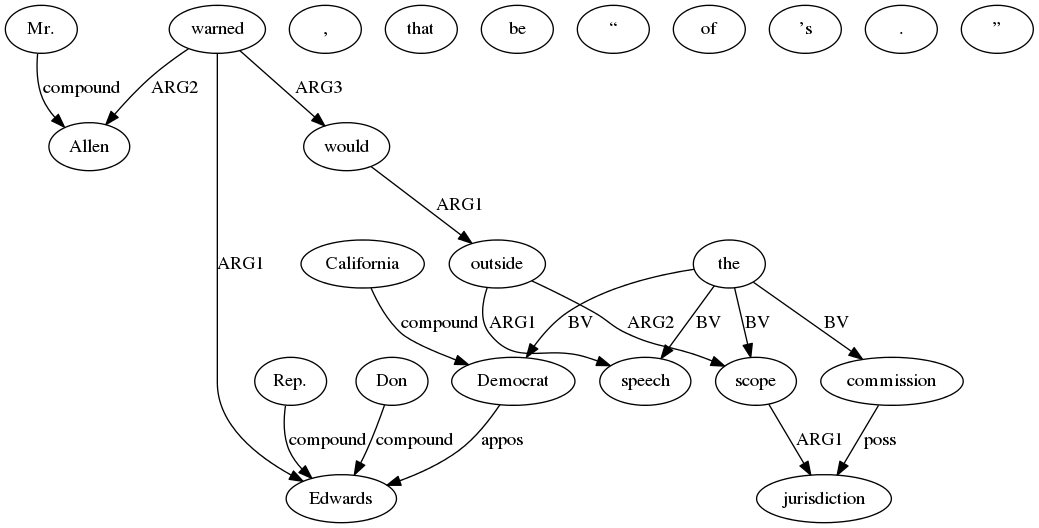 Mr. warned , that be “ of ’s . ”
compound ARG2 ARG3
Allen would
ARG1
ARG1 California outside the
compound ARG1 BV ARG2 BV BV BV
Rep. Don Democrat speech scope commission
compound compound appos ARG1 poss
Edwards jurisdiction